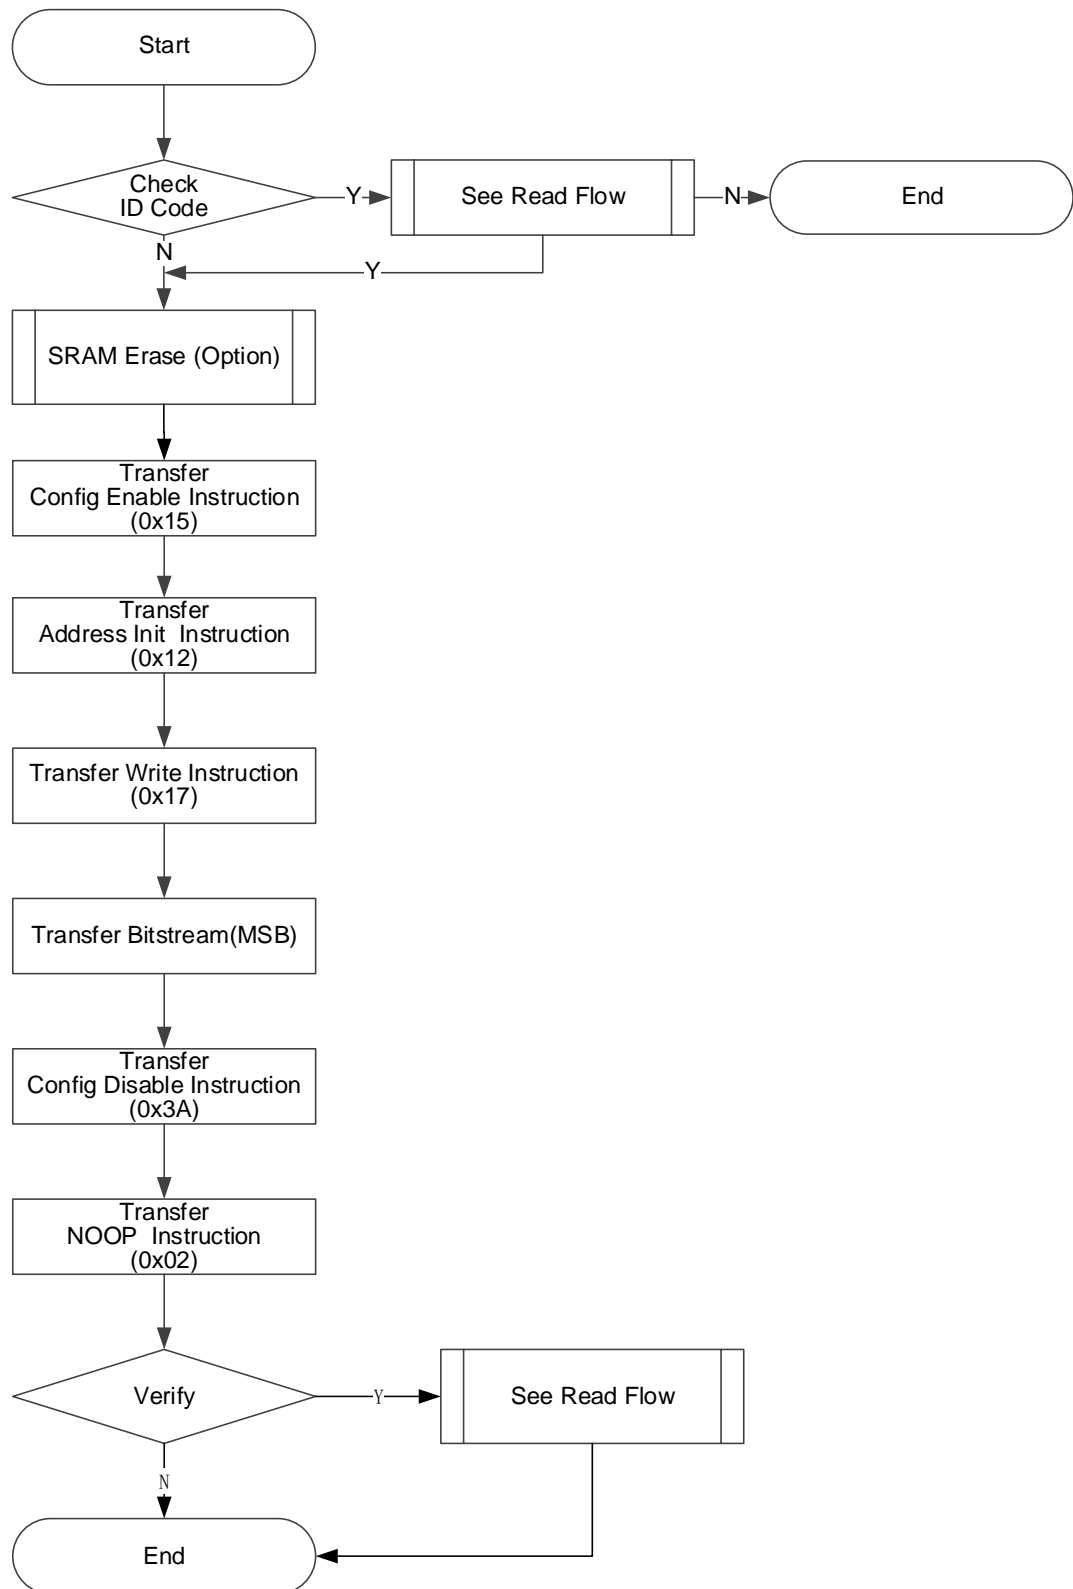 Start
Check
ID Code
Y
See Read Flow
N
End
N
Y
SRAM Erase (Option)
Transfer
Config Enable Instruction
(0x15)
Transfer
Address Init  Instruction
(0x12)
Transfer Write Instruction
(0x17)
Transfer Bitstream(MSB)
Transfer
Config Disable Instruction
(0x3A)
Transfer
NOOP  Instruction
(0x02)
Verify
Y
See Read Flow
N
End